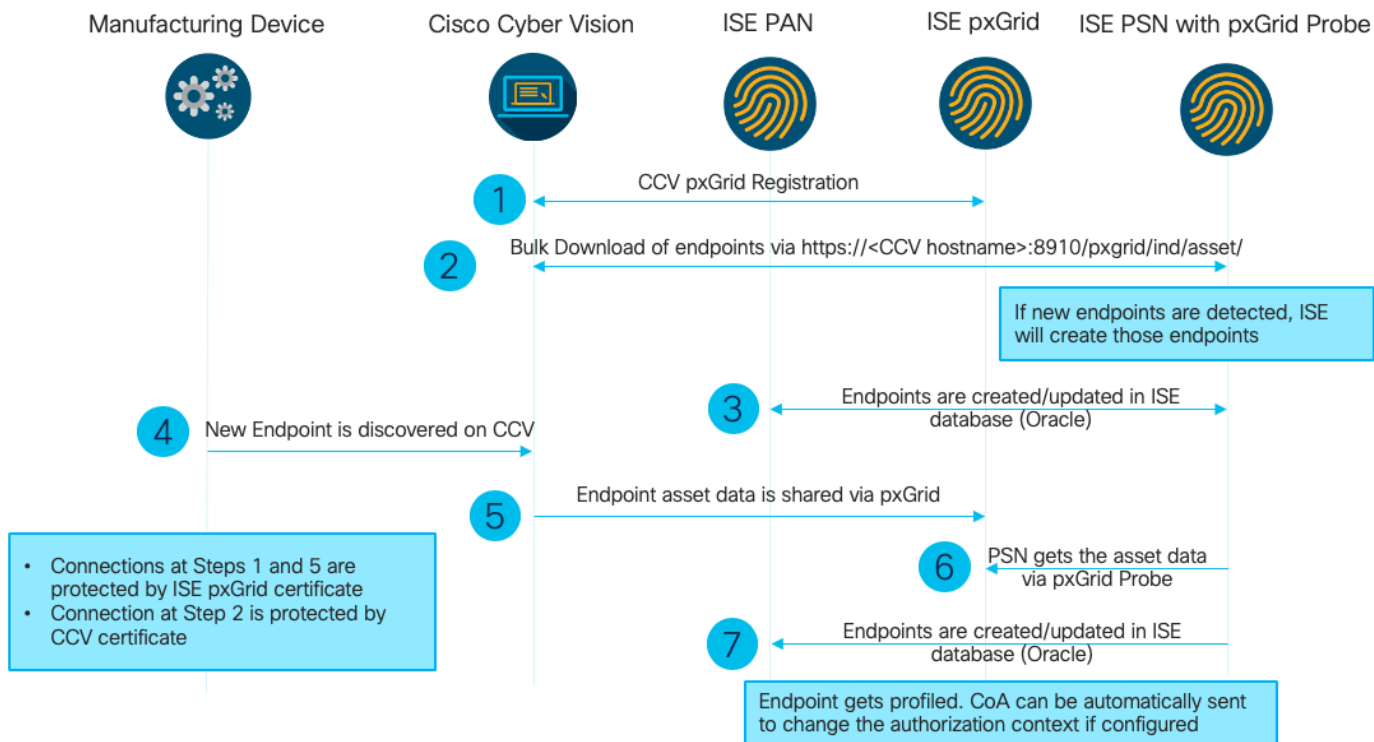 Manufacturing Device
Cisco Cyber Vision
ISE PAN
ISE pxGrid
ISE PSN with pxGrid Probe
1
CCV pxGrid Registration
2
Bulk Download of endpoints via https://<CCV hostname>:8910/pxgrid/ind/asset/
If new endpoints are detected, ISE
will create those endpoints
3
Endpoints are created/updated in ISE
database (Oracle)
4
New Endpoint is discovered on CCV
5
Endpoint asset data is shared via pxGrid
• Connections at Steps 1 and 5 are
protected by ISE pxGrid certificate
• Connection at Step 2 is protected by
CCV certificate
6
PSN gets the asset data
via pxGrid Probe
7
Endpoints are created/updated in ISE
database (Oracle)
Endpoint gets profiled. CoA can be automatically sent
to change the authorization context if configured